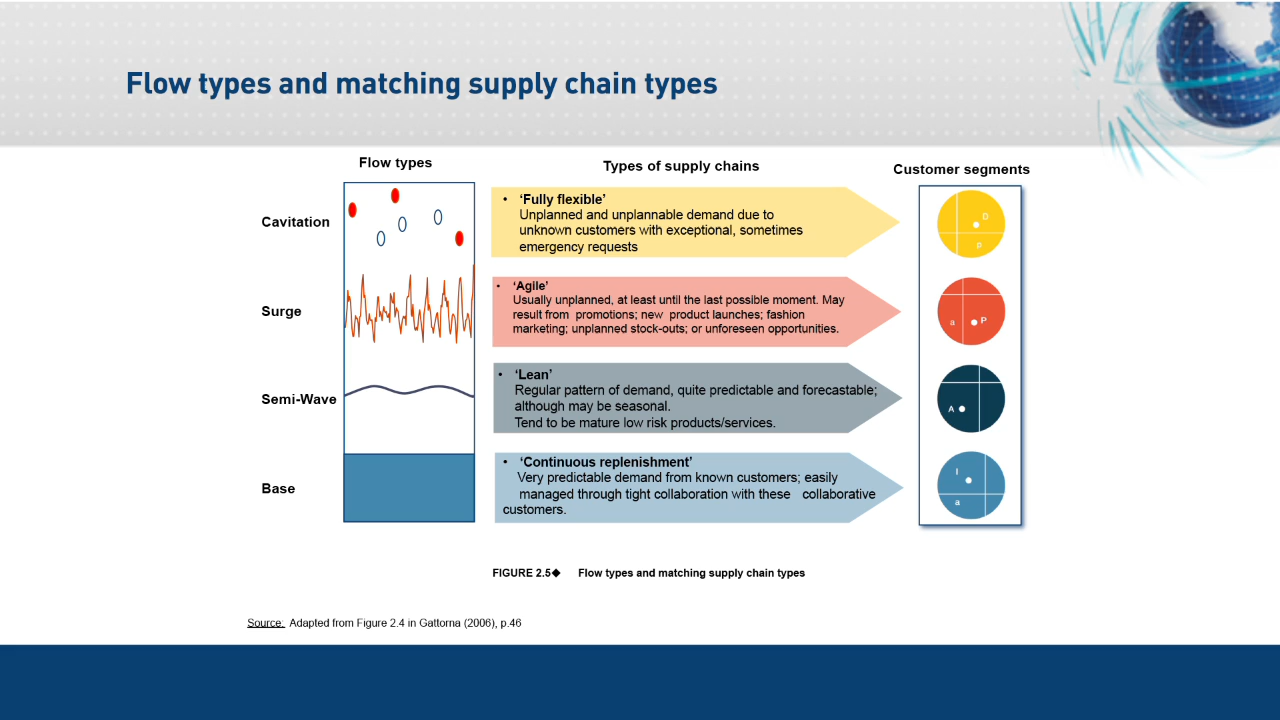 Flow types and matching supply chain types
Flow types
Types of supply chains
Customer segments
Cavitation
• ‘Fully flexible’
Unplanned and unplannable demand due to
unknown customers with exceptional, sometimes
emergency requests
D
p
Surge
• ‘Agile’
Usually unplanned, at least until the last possible moment. May
result from promotions; new product launches; fashion
marketing; unplanned stock-outs; or unforeseen opportunities.
a P
Semi-Wave
• ‘Lean’
Regular pattern of demand, quite predictable and forecastable;
although may be seasonal.
Tend to be mature low risk products/services.
A
Base
• ‘Continuous replenishment’
Very predictable demand from known customers; easily
managed through tight collaboration with these collaborative
customers.
I
a
FIGURE 2.5◆ Flow types and matching supply chain types
Source: Adapted from Figure 2.4 in Gattorna (2006), p.46